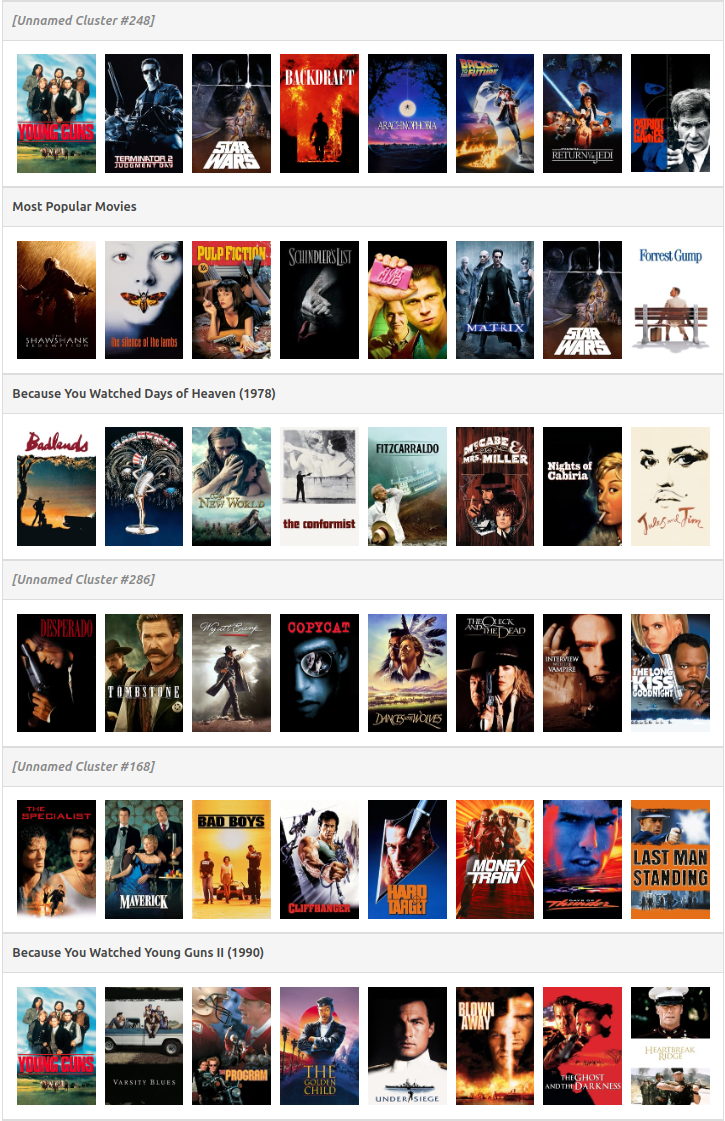 [Unnamed Cluster #248]
YOUNG GUNS
TERMINATOR 2
JUDGMENT DAY
STAR
WARS
BACKDRAFT
ARACHNOPHOBIA
BACK
TO THE
FUTURE
RETURN OF THE JEDI
PATRIOT
GAMES
Most Popular Movies
THE
SHAWSHANK
REDEMPTION
the silence of the lambs
PULP FICTION
SCHINDLER'S LIST
FIGHT
CLUB
MATRIX
STAR
WARS
Forrest Gump
Because You Watched Days of Heaven (1978)
Badlands
NASHVILLE
THE
NEW WORLD
the conformist
FITZCARRALDO
McCABE &
MRS. MILLER
Nights of
Cabiria
Jules and Jim
[Unnamed Cluster #286]
DESPERADO
TOMBSTONE
Wyatt Earp
COPYCAT
DANCES WITH WOLVES
THE QUICK
AND THE DEAD
INTERVIEW
WITH THE
VAMPIRE
THE LONG
KISS
GOODNIGHT
[Unnamed Cluster #168]
THE
SPECIALIST
MAVERICK
BAD BOYS
CLIFFHANGER
HARD
TARGET
MONEY
TRAIN
DAYS OF
Thunder
LAST MAN
STANDING
Because You Watched Young Guns II (1990)
YOUNG GUNS
VARSITY BLUES
THE
PROGRAM
THE
GOLDEN
CHILD
UNDER SIEGE
BLOWN
AWAY
THE GHOST
AND THE DARKNESS
HEARTBREAK
RIDGE